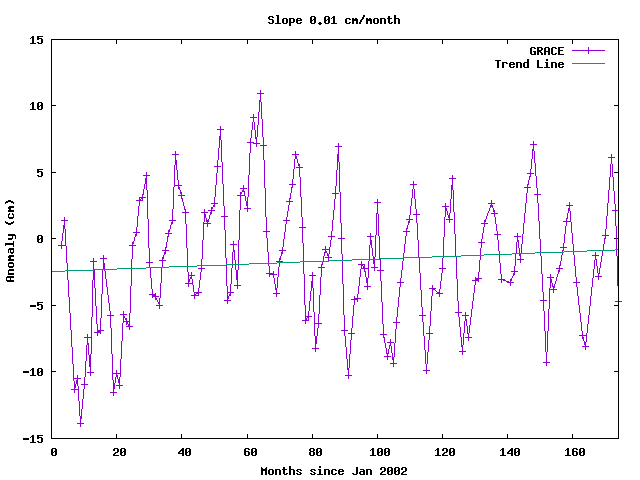 Slope 0.01 cm/month
GRACE
Trend Line
15
10
5
0
-5
-10
-15
Anomaly (cm)
0 20 40 60 80 100 120 140 160
Months since Jan 2002